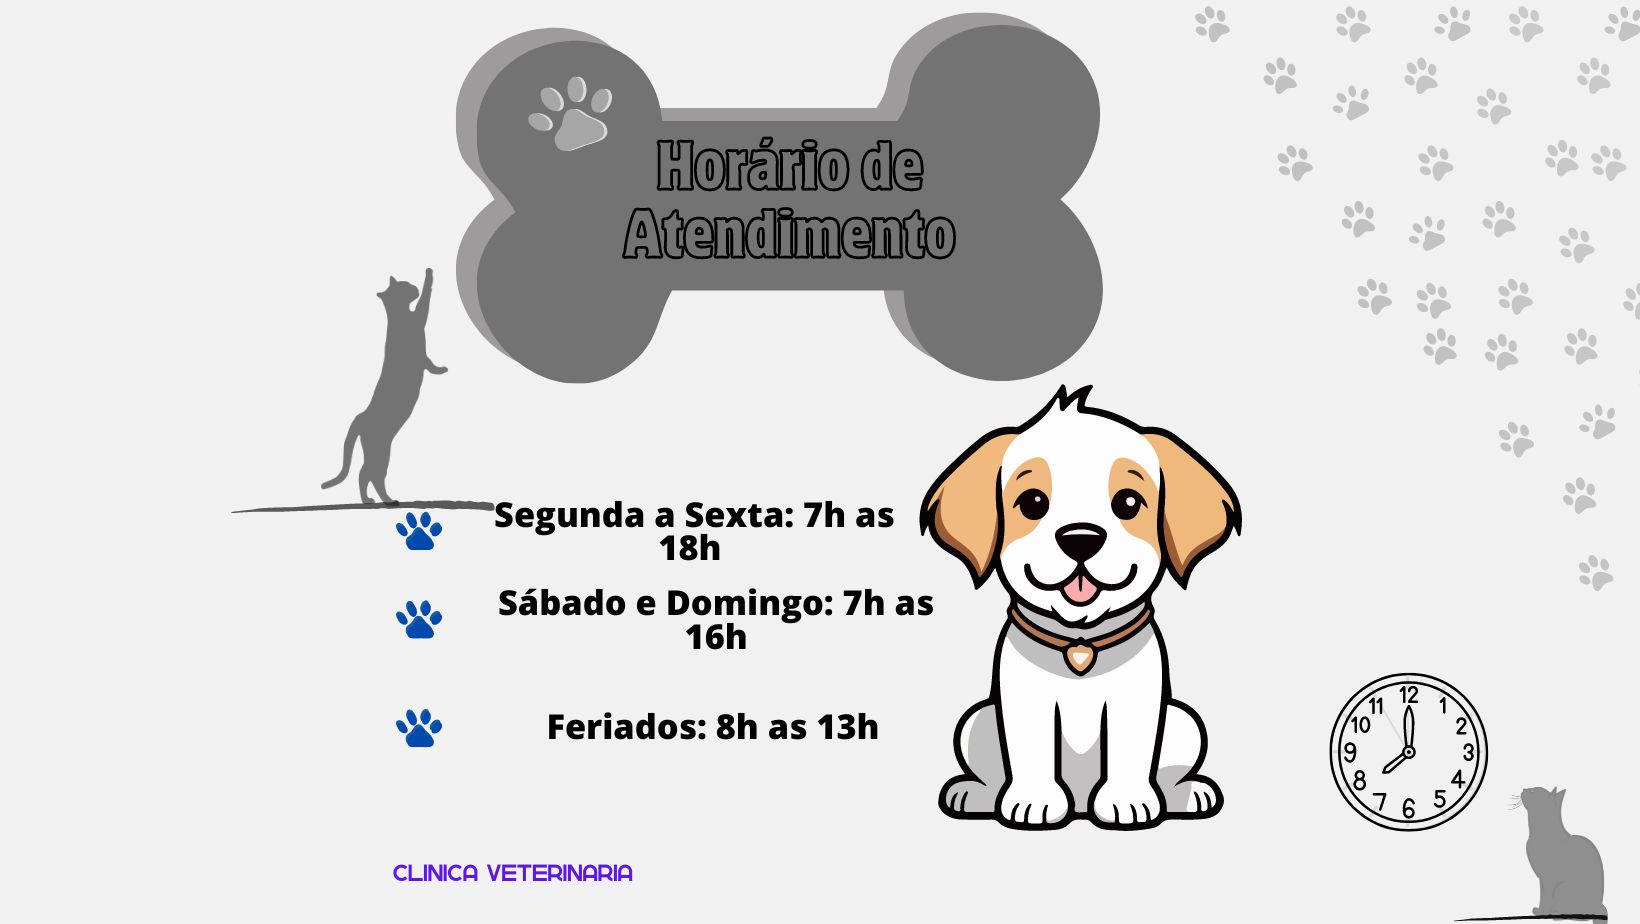 Horário de
Atendimento
Segunda a Sexta: 7h as
18h
Sábado e Domingo: 7h as
16h
Feriados: 8h as 13h
12
11 1
10 2
9 3
8 4
7 5
6
CLINICA VETERINARIA